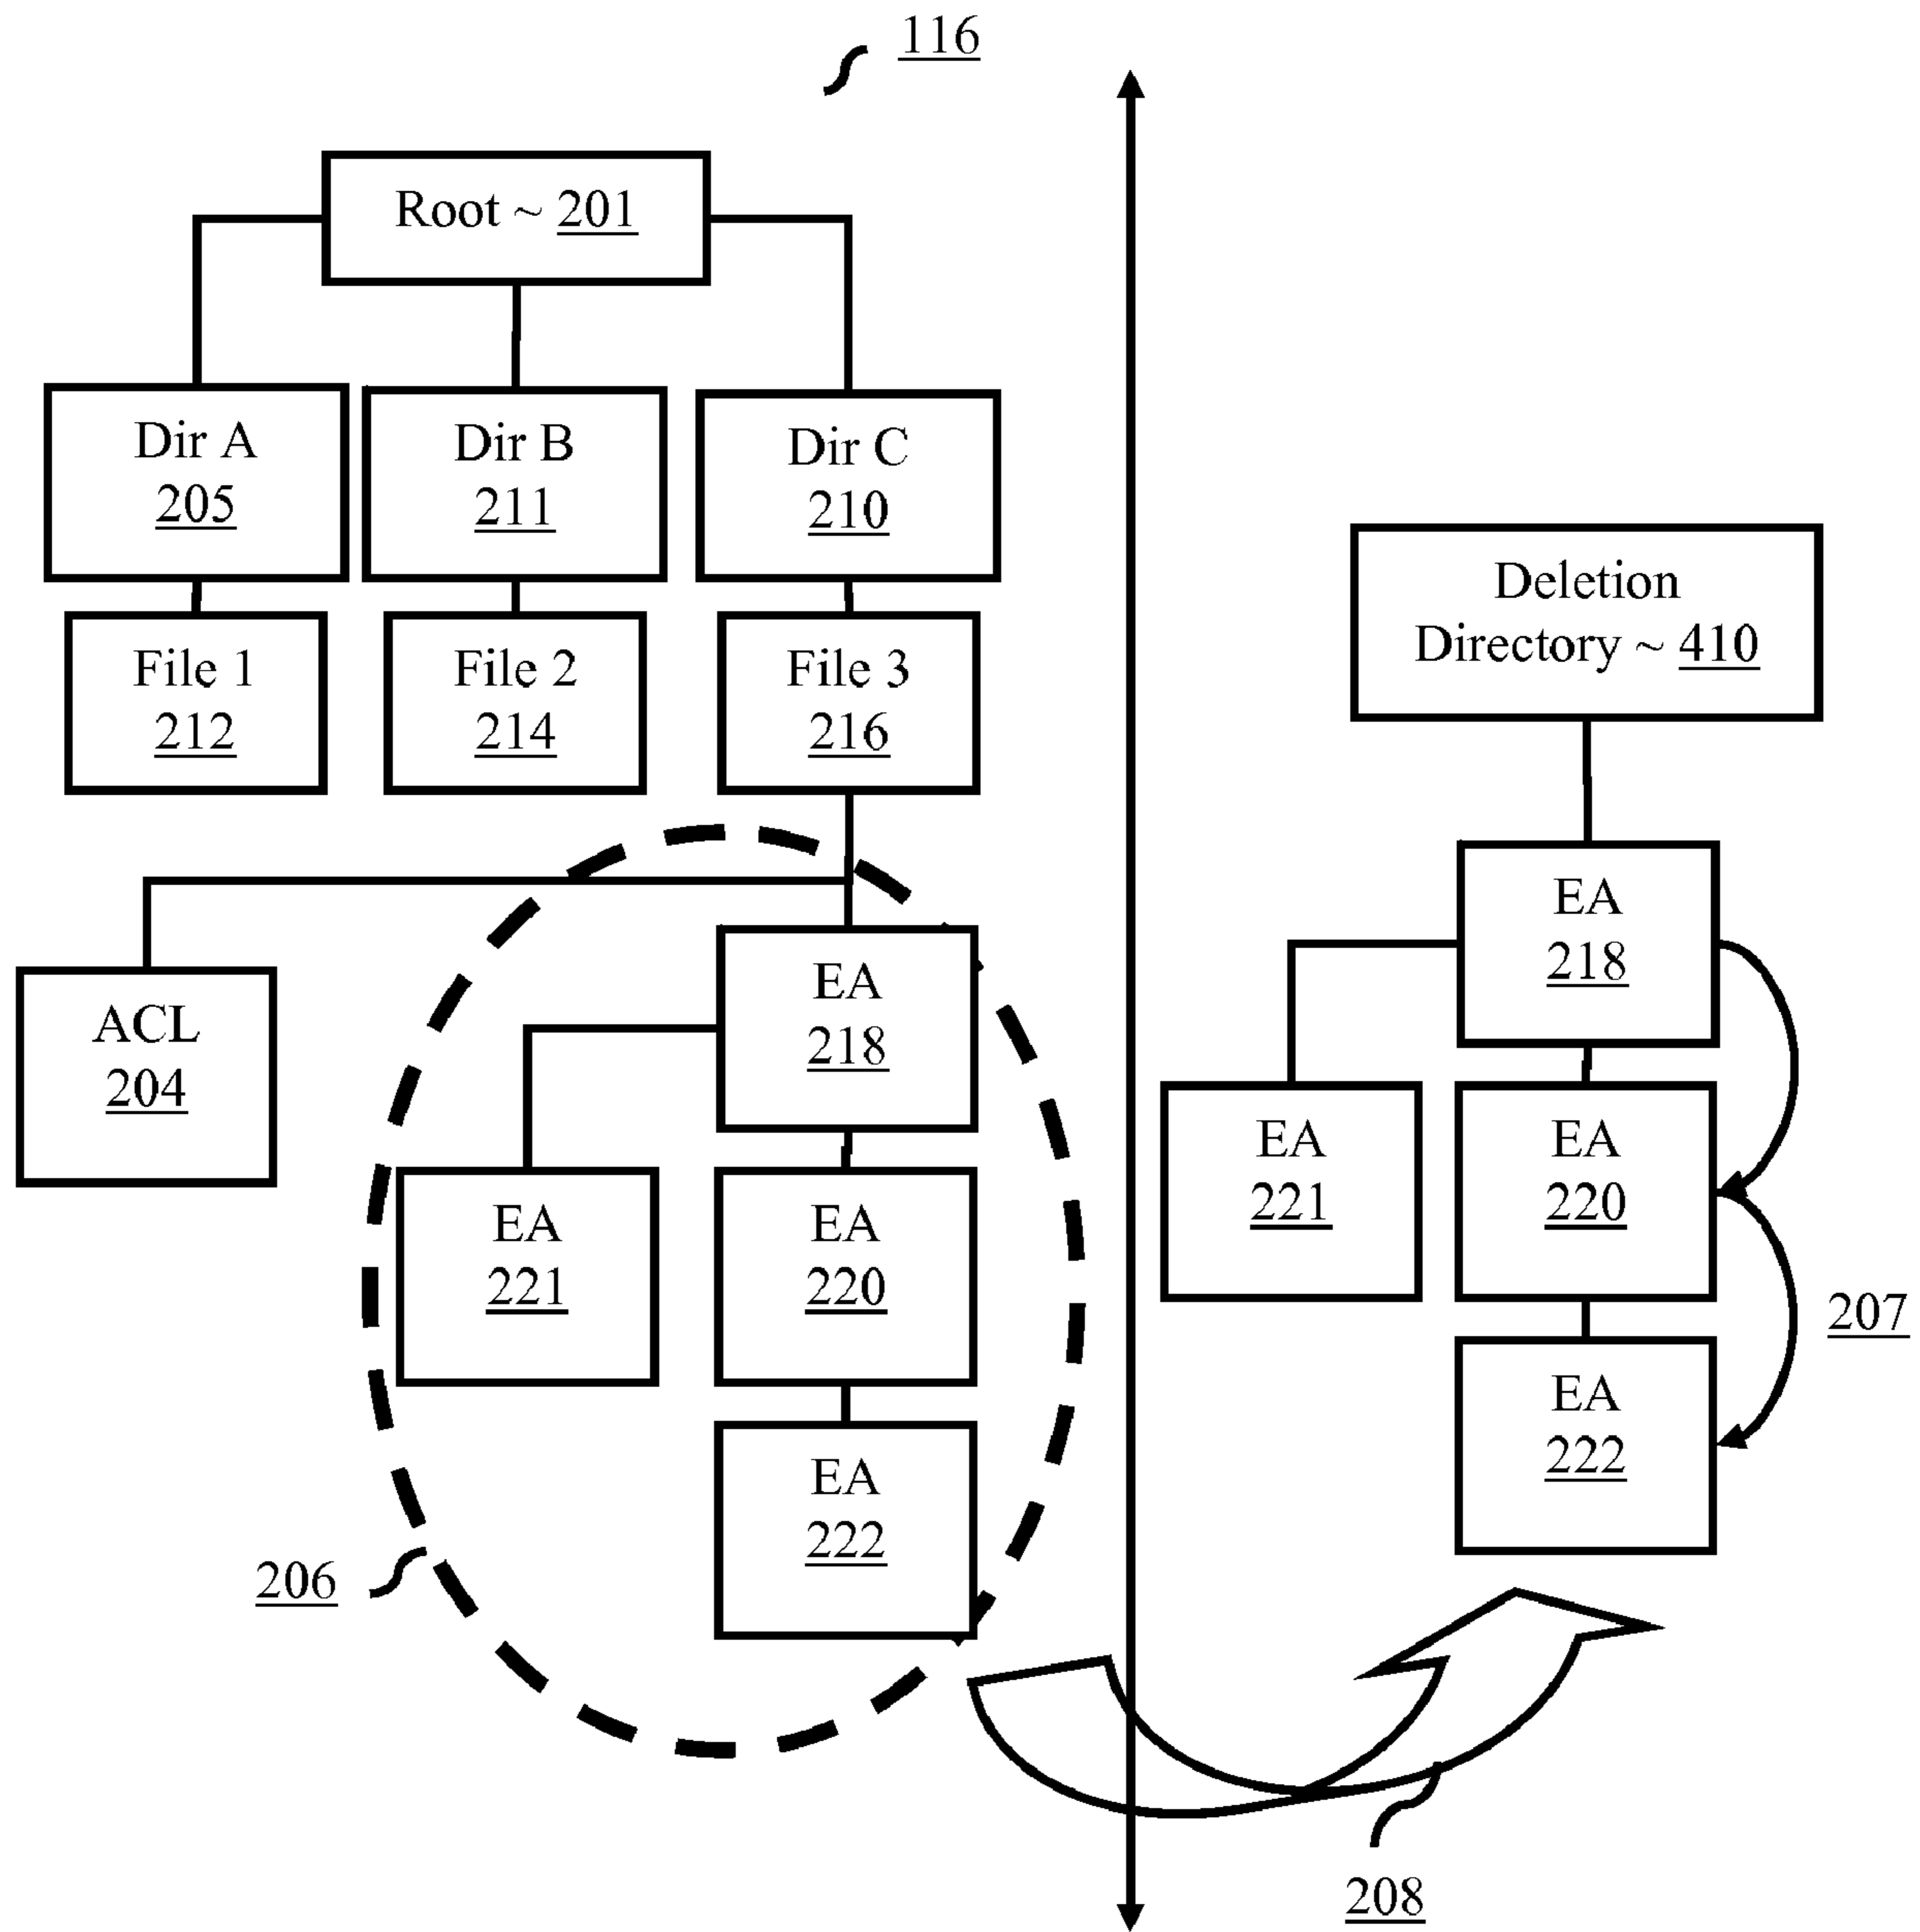 116
Root ~ 201
Dir A
205
Dir B
211
Dir C
210
File 1
212
File 2
214
File 3
216
ACL
204
EA
218
EA
221
EA
220
EA
222
206
Deletion
Directory ~ 410
EA
218
EA
221
EA
220
EA
222
207
208